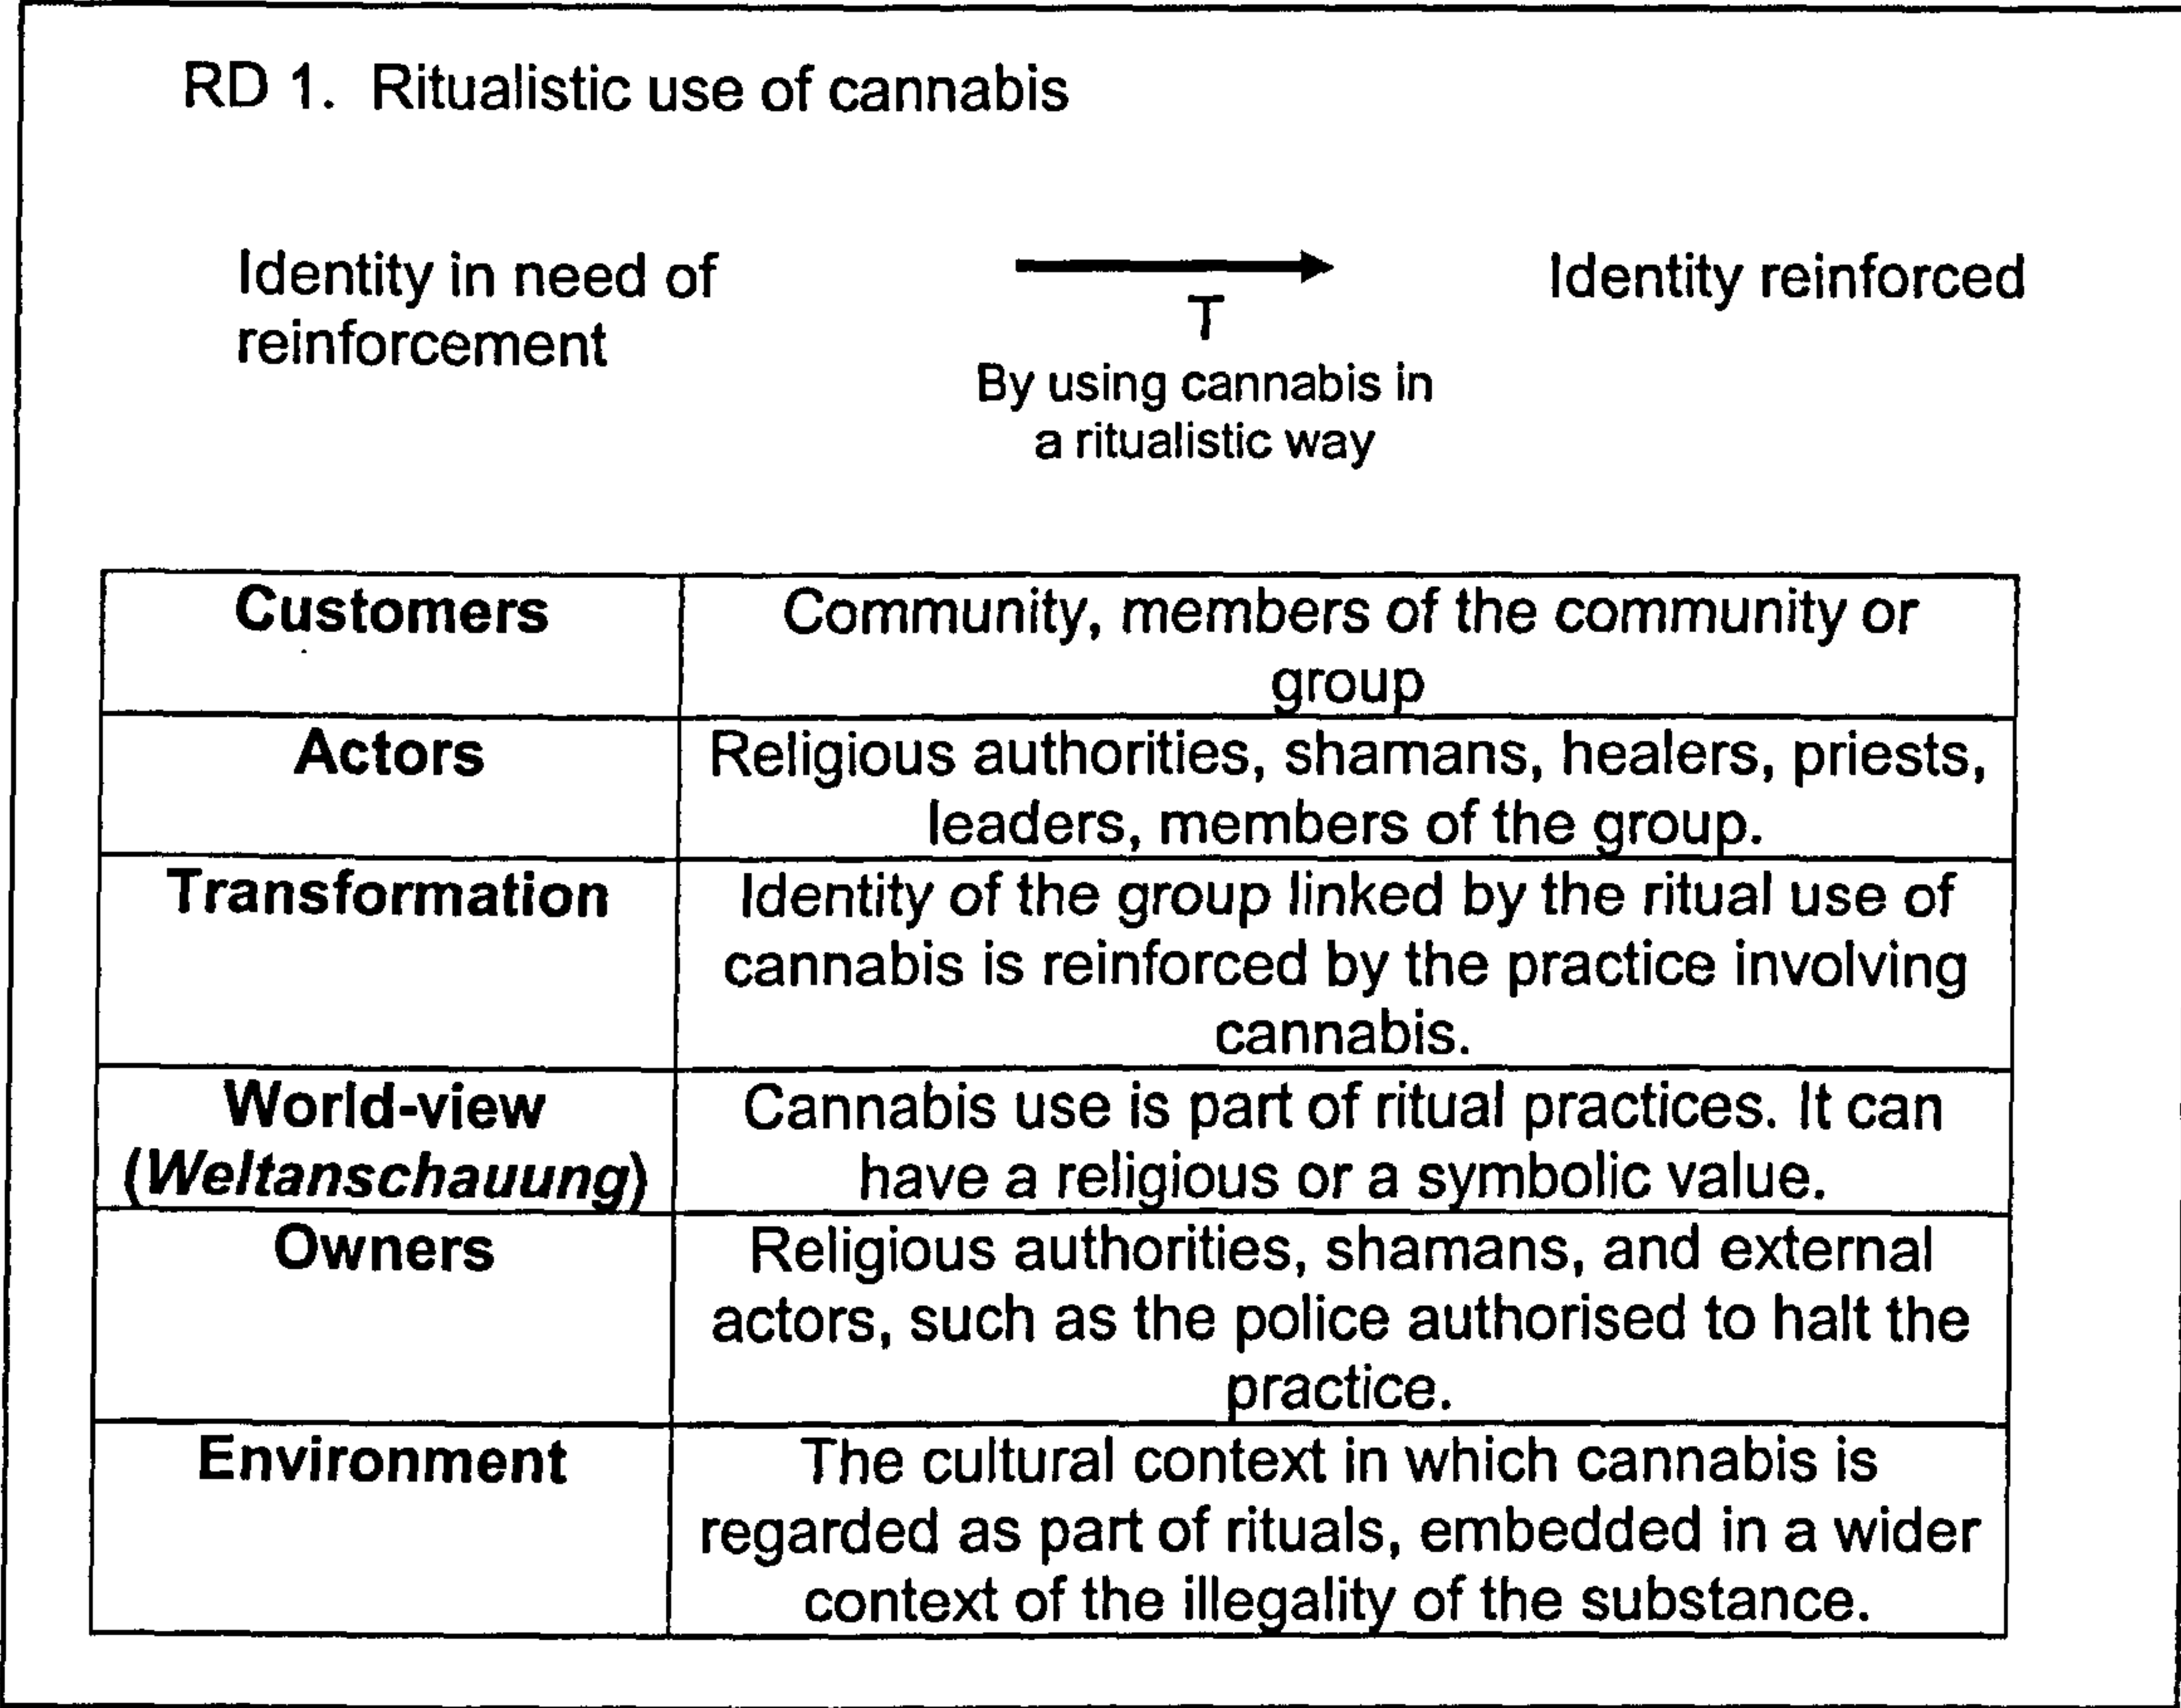 RD 1. Ritualistic use of cannabis
Identity in need of
reinforcement
T
By using cannabis in
a ritualistic way
Identity reinforced
Customers
Community, members of the community or
group
Actors
Religious authorities, shamans, healers, priests,
leaders, members of the group.
Transformation
Identity of the group linked by the ritual use of
cannabis is reinforced by the practice involving
cannabis.
World-view
(Weltanschauung)
Cannabis use is part of ritual practices. It can
have a religious or a symbolic value.
Owners
Religious authorities, shamans, and external
actors, such as the police authorised to halt the
practice.
Environment
The cultural context in which cannabis is
regarded as part of rituals, embedded in a wider
context of the illegality of the substance.